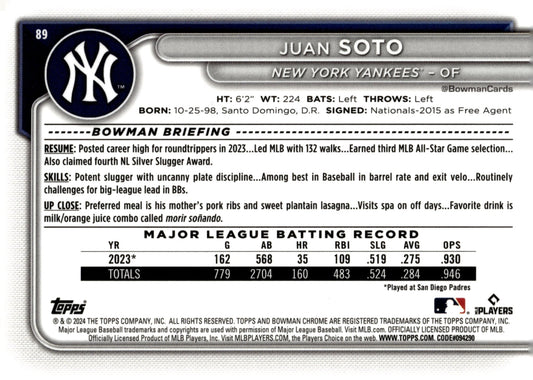 89
NY
TM
JUAN SOTO
NEW YORK YANKEES™ – OF
@BowmanCards
HT: 6'2" WT: 224 BATS: Left THROWS: Left
BORN: 10-25-98, Santo Domingo, D.R. SIGNED: Nationals-2015 as Free Agent
BOWMAN BRIEFING
RESUME: Posted career high for roundtrippers in 2023...Led MLB with 132 walks...Earned third MLB All-Star Game selection...
Also claimed fourth NL Silver Slugger Award.
SKILLS: Potent slugger with uncanny plate discipline...Among best in Baseball in barrel rate and exit velo...Routinely
challenges for big-league lead in BBs.
UP CLOSE: Preferred meal is his mother's pork ribs and sweet plantain lasagna...Visits spa on off days...Favorite drink is
milk/orange juice combo called morir soñando.
MAJOR LEAGUE BATTING RECORD
YR G AB HR RBI SLG AVG OPS
2023* 162 568 35 109 .519 .275 .930
TOTALS 779 2704 160 483 .524 .284 .946
*Played at San Diego Padres
Topps
PLAYERS
® & © 2024 THE TOPPS COMPANY, INC. ALL RIGHTS RESERVED. TOPPS AND BOWMAN CHROME ARE TRADEMARKS OF THE TOPPS COMPANY, INC.
Major League Baseball trademarks and copyrights are used with permission of Major League Baseball. Visit MLB.com. OFFICIALLY LICENSED PRODUCT OF MLB.
Officially Licensed Product of MLB Players, Inc. Visit MLBPLAYERS.COM, the Players Choice on the web. WWW.TOPPS.COM. CODE#094290